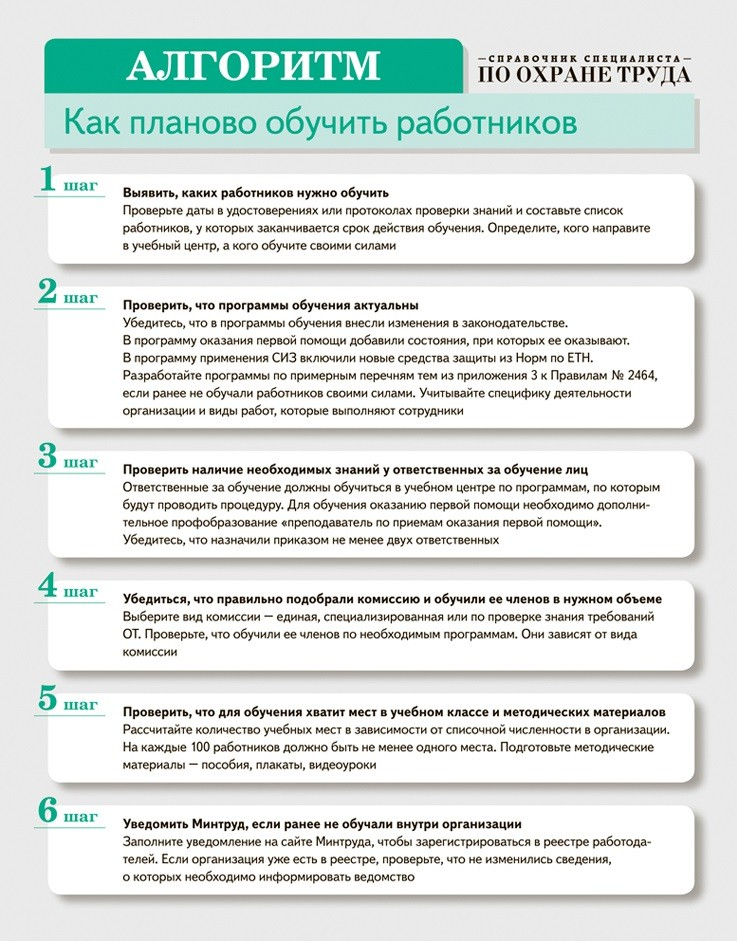 АЛГОРИТМ
СПРАВОЧНИК СПЕЦИАЛИСТА
ПО ОХРАНЕ ТРУДА
Как планово обучить работников
1 шаг
Выявить, каких работников нужно обучить
Проверьте даты в удостоверениях или протоколах проверки знаний и составьте список
работников, у которых заканчивается срок действия обучения. Определите, кого направите
в учебный центр, а кого обучите своими силами
2 шаг
Проверить, что программы обучения актуальны
Убедитесь, что в программы обучения внесли изменения в законодательстве.
В программу оказания первой помощи добавили состояния, при которых ее оказывают.
В программу применения СИЗ включили новые средства защиты из Норм по ЕТН.
Разработайте программы по примерным перечням тем из приложения 3 к Правилам № 2464,
если ранее не обучали работников своими силами. Учитывайте специфику деятельности
организации и виды работ, которые выполняют сотрудники
3 шаг
Проверить наличие необходимых знаний у ответственных за обучение лиц
Ответственные за обучение должны обучиться в учебном центре по программам, по которым
будут проводить процедуру. Для обучения оказанию первой помощи необходимо дополни-
тельное профобразование «преподаватель по приемам оказания первой помощи».
Убедитесь, что назначили приказом не менее двух ответственных
4 шаг
Убедиться, что правильно подобрали комиссию и обучили ее членов в нужном объеме
Выберите вид комиссии — единая, специализированная или по проверке знания требований
ОТ. Проверьте, что обучили ее членов по необходимым программам. Они зависят от вида
комиссии
5 шаг
Проверить, что для обучения хватит мест в учебном классе и методических материалов
Рассчитайте количество учебных мест в зависимости от списочной численности в организации.
На каждые 100 работников должно быть не менее одного места. Подготовьте методические
материалы — пособия, плакаты, видеоуроки
6 шаг
Уведомить Минтруд, если ранее не обучали внутри организации
Заполните уведомление на сайте Минтруда, чтобы зарегистрироваться в реестре работода-
телей. Если организация уже есть в реестре, проверьте, что не изменились сведения,
о которых необходимо информировать ведомство